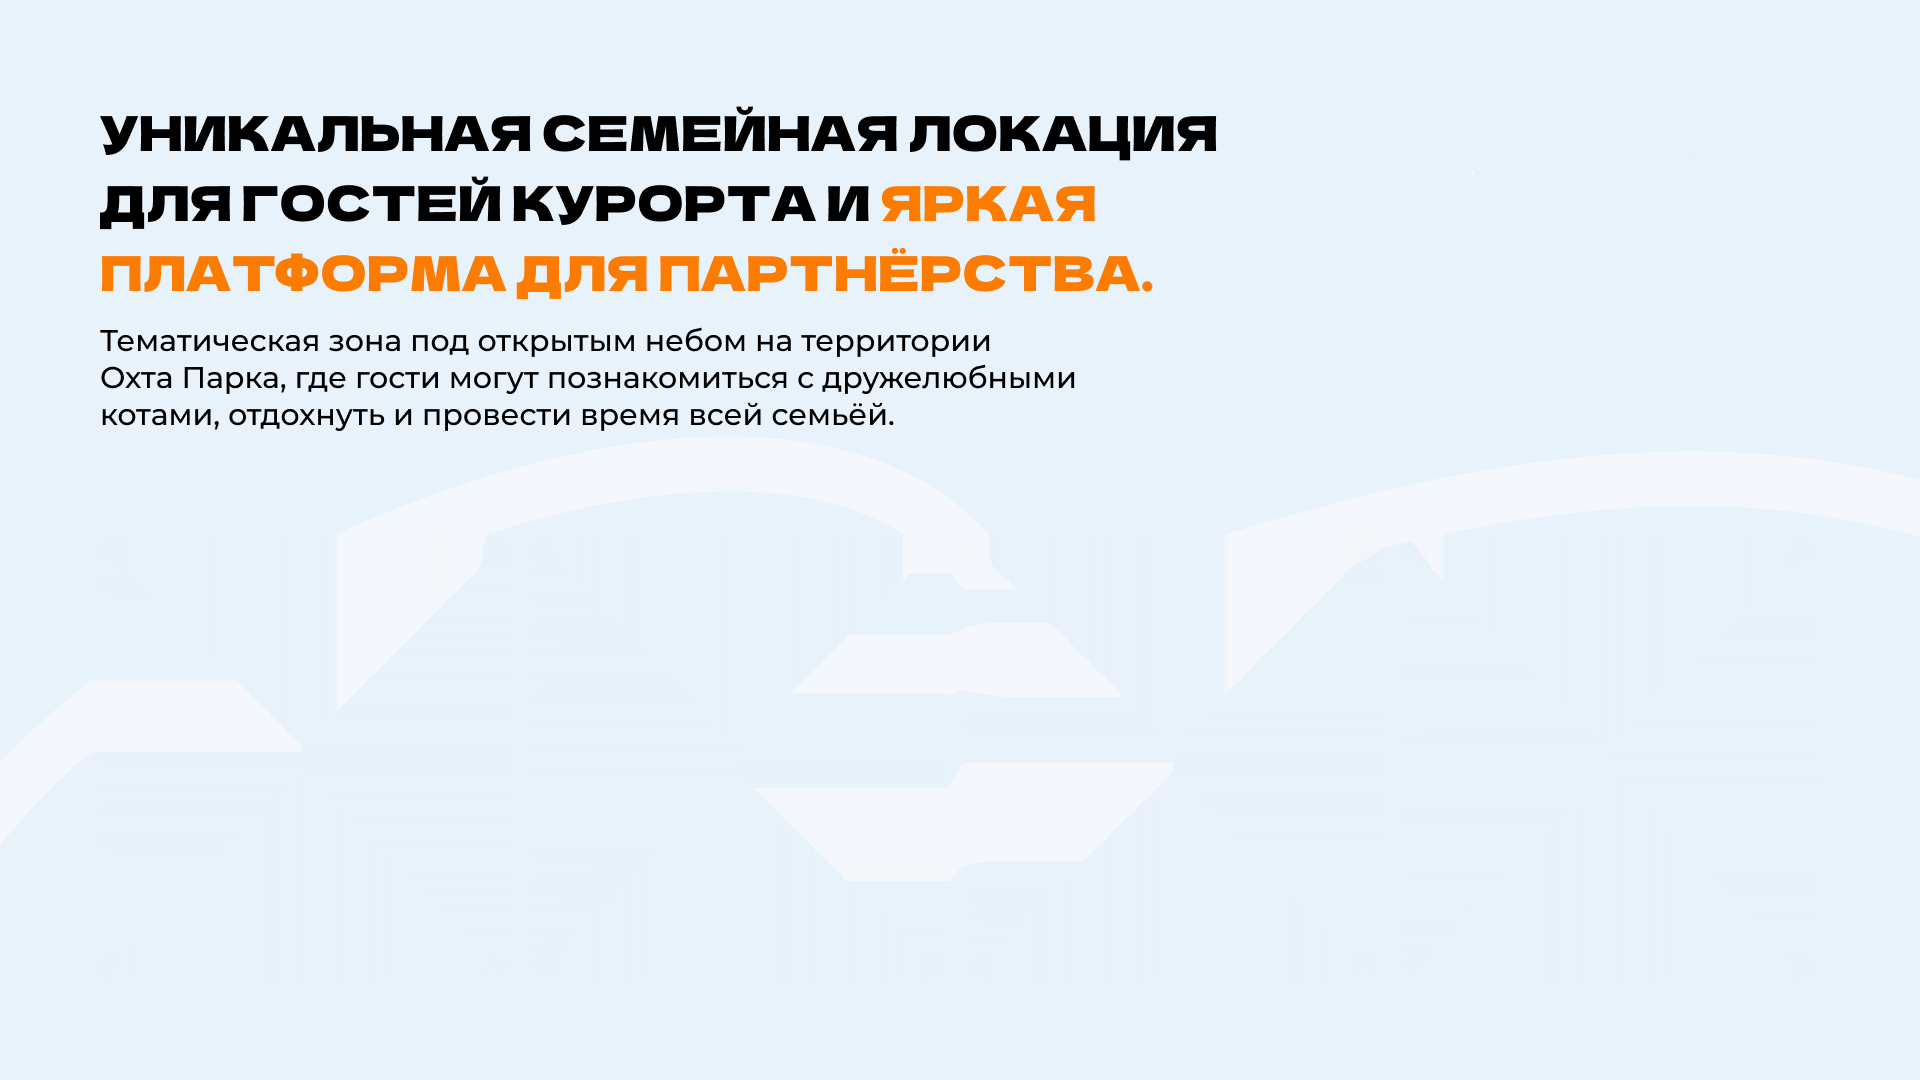 УНИКАЛЬНАЯ СЕМЕЙНАЯ ЛОКАЦИЯ
ДЛЯ ГОСТЕЙ КУРОРТА И ЯРКАЯ
ПЛАТФОРМА ДЛЯ ПАРТНЁРСТВА.
Тематическая зона под открытым небом на территории
Охта Парка, где гости могут познакомиться с дружелюбными
котами, отдохнуть и провести время всей семьёй.